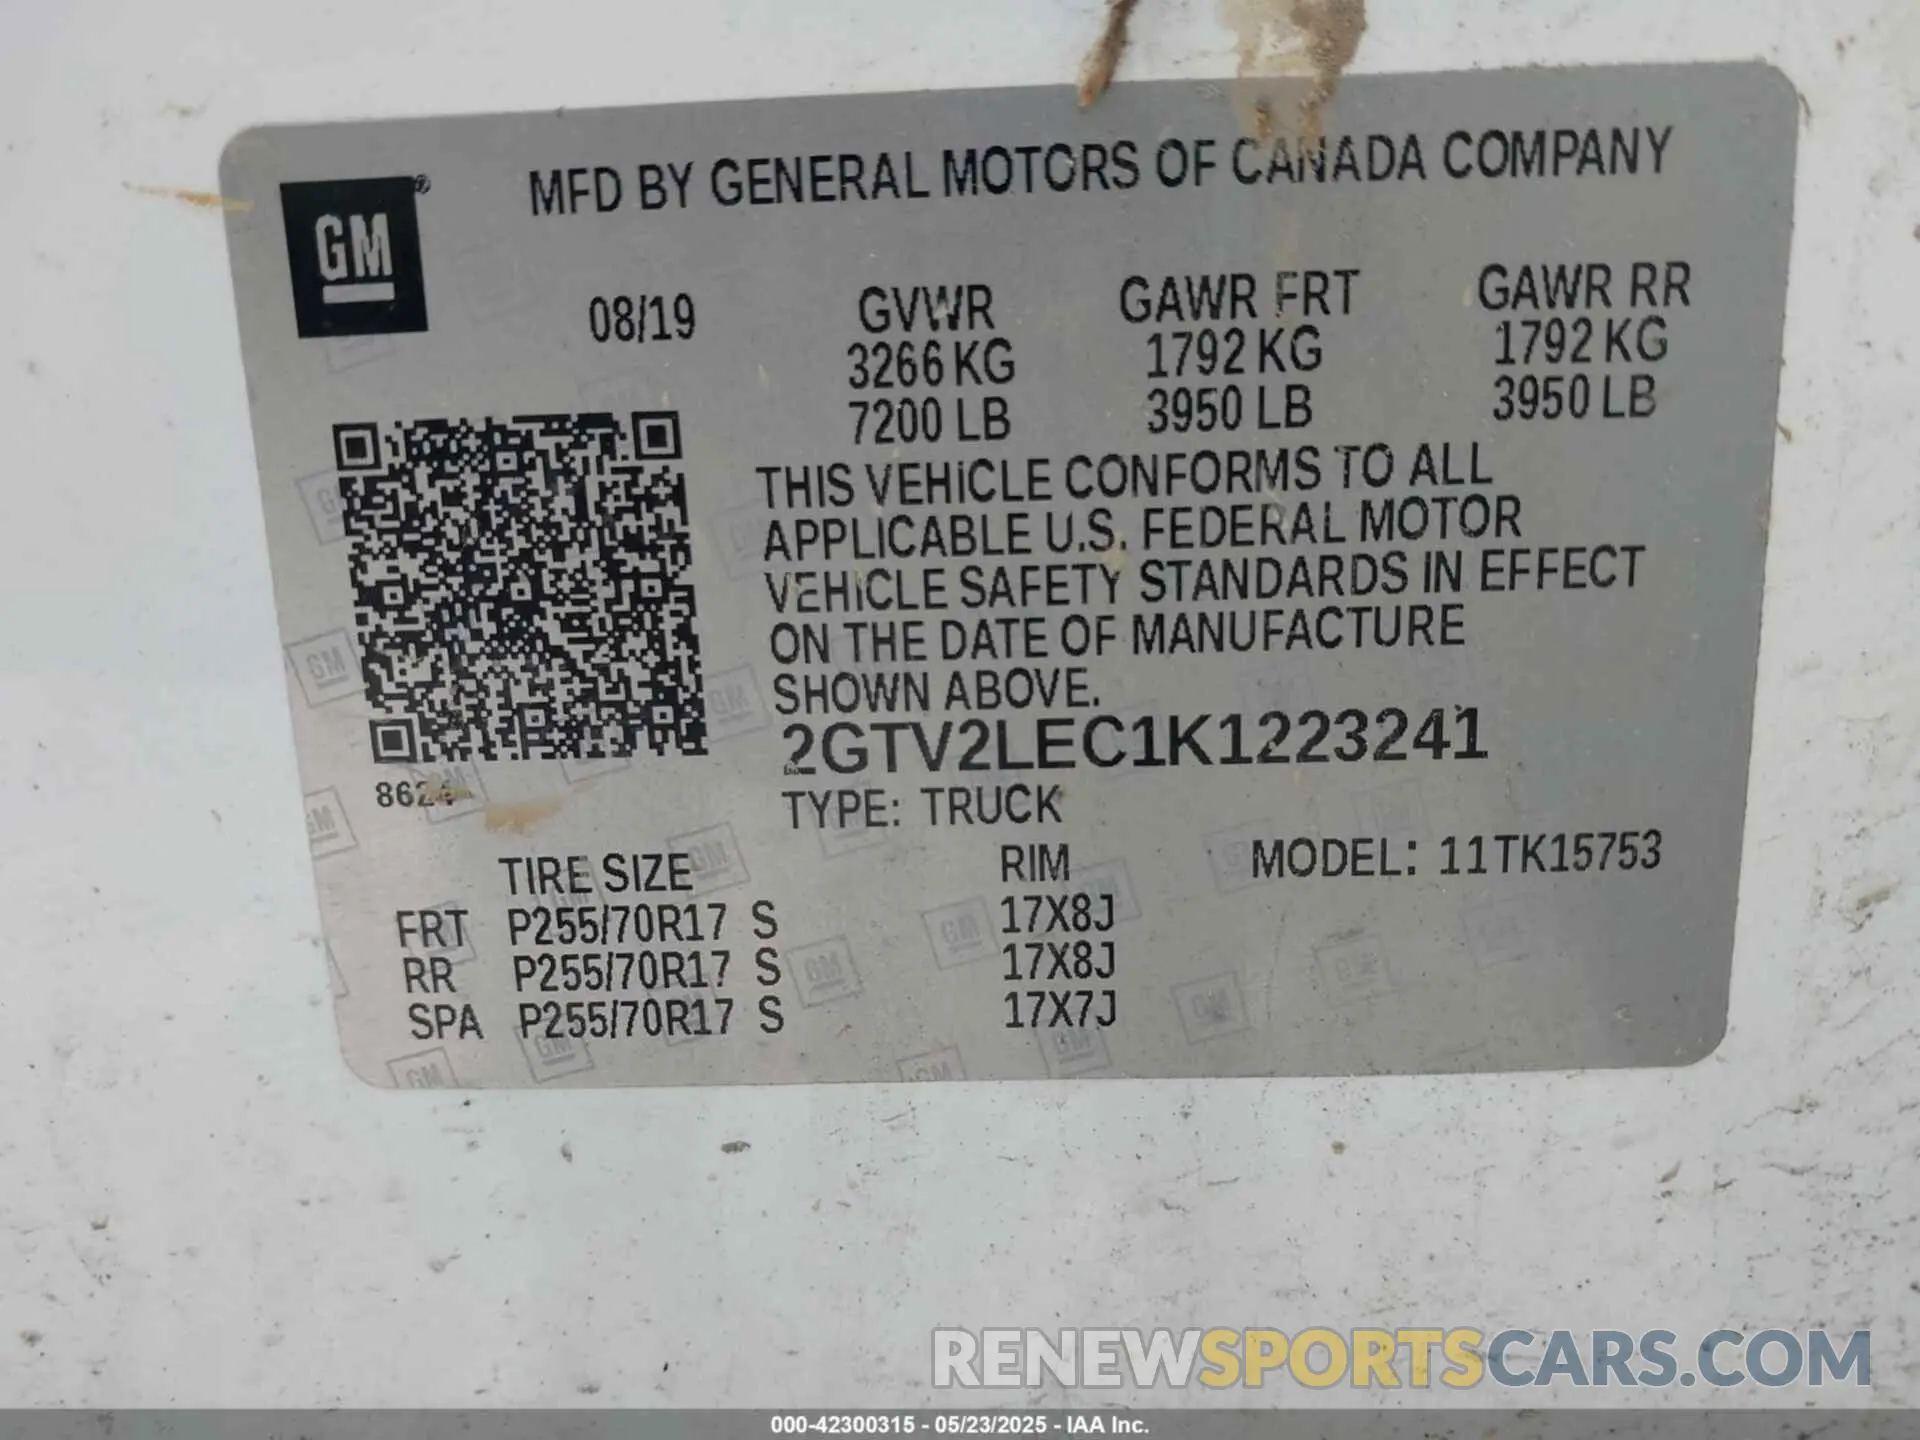 GM
MFD BY GENERAL MOTORS OF CANADA COMPANY
08/19
GVWR
3266 KG
7200 LB
GAWR FRT
1792 KG
3950 LB
GAWR RR
1792 KG
3950 LB
THIS VEHICLE CONFORMS TO ALL
APPLICABLE U.S. FEDERAL MOTOR
VEHICLE SAFETY STANDARDS IN EFFECT
ON THE DATE OF MANUFACTURE
SHOWN ABOVE.
2GTV2LEC1K1223241
TYPE: TRUCK
TIRE SIZE RIM MODEL: 11TK15753
FRT P255/70R17 S 17X8J
RR P255/70R17 S 17X8J
SPA P255/70R17 S 17X7J
RENEWSPORTSCARS.COM
000-42300315 - 05/23/2025 - IAA Inc.